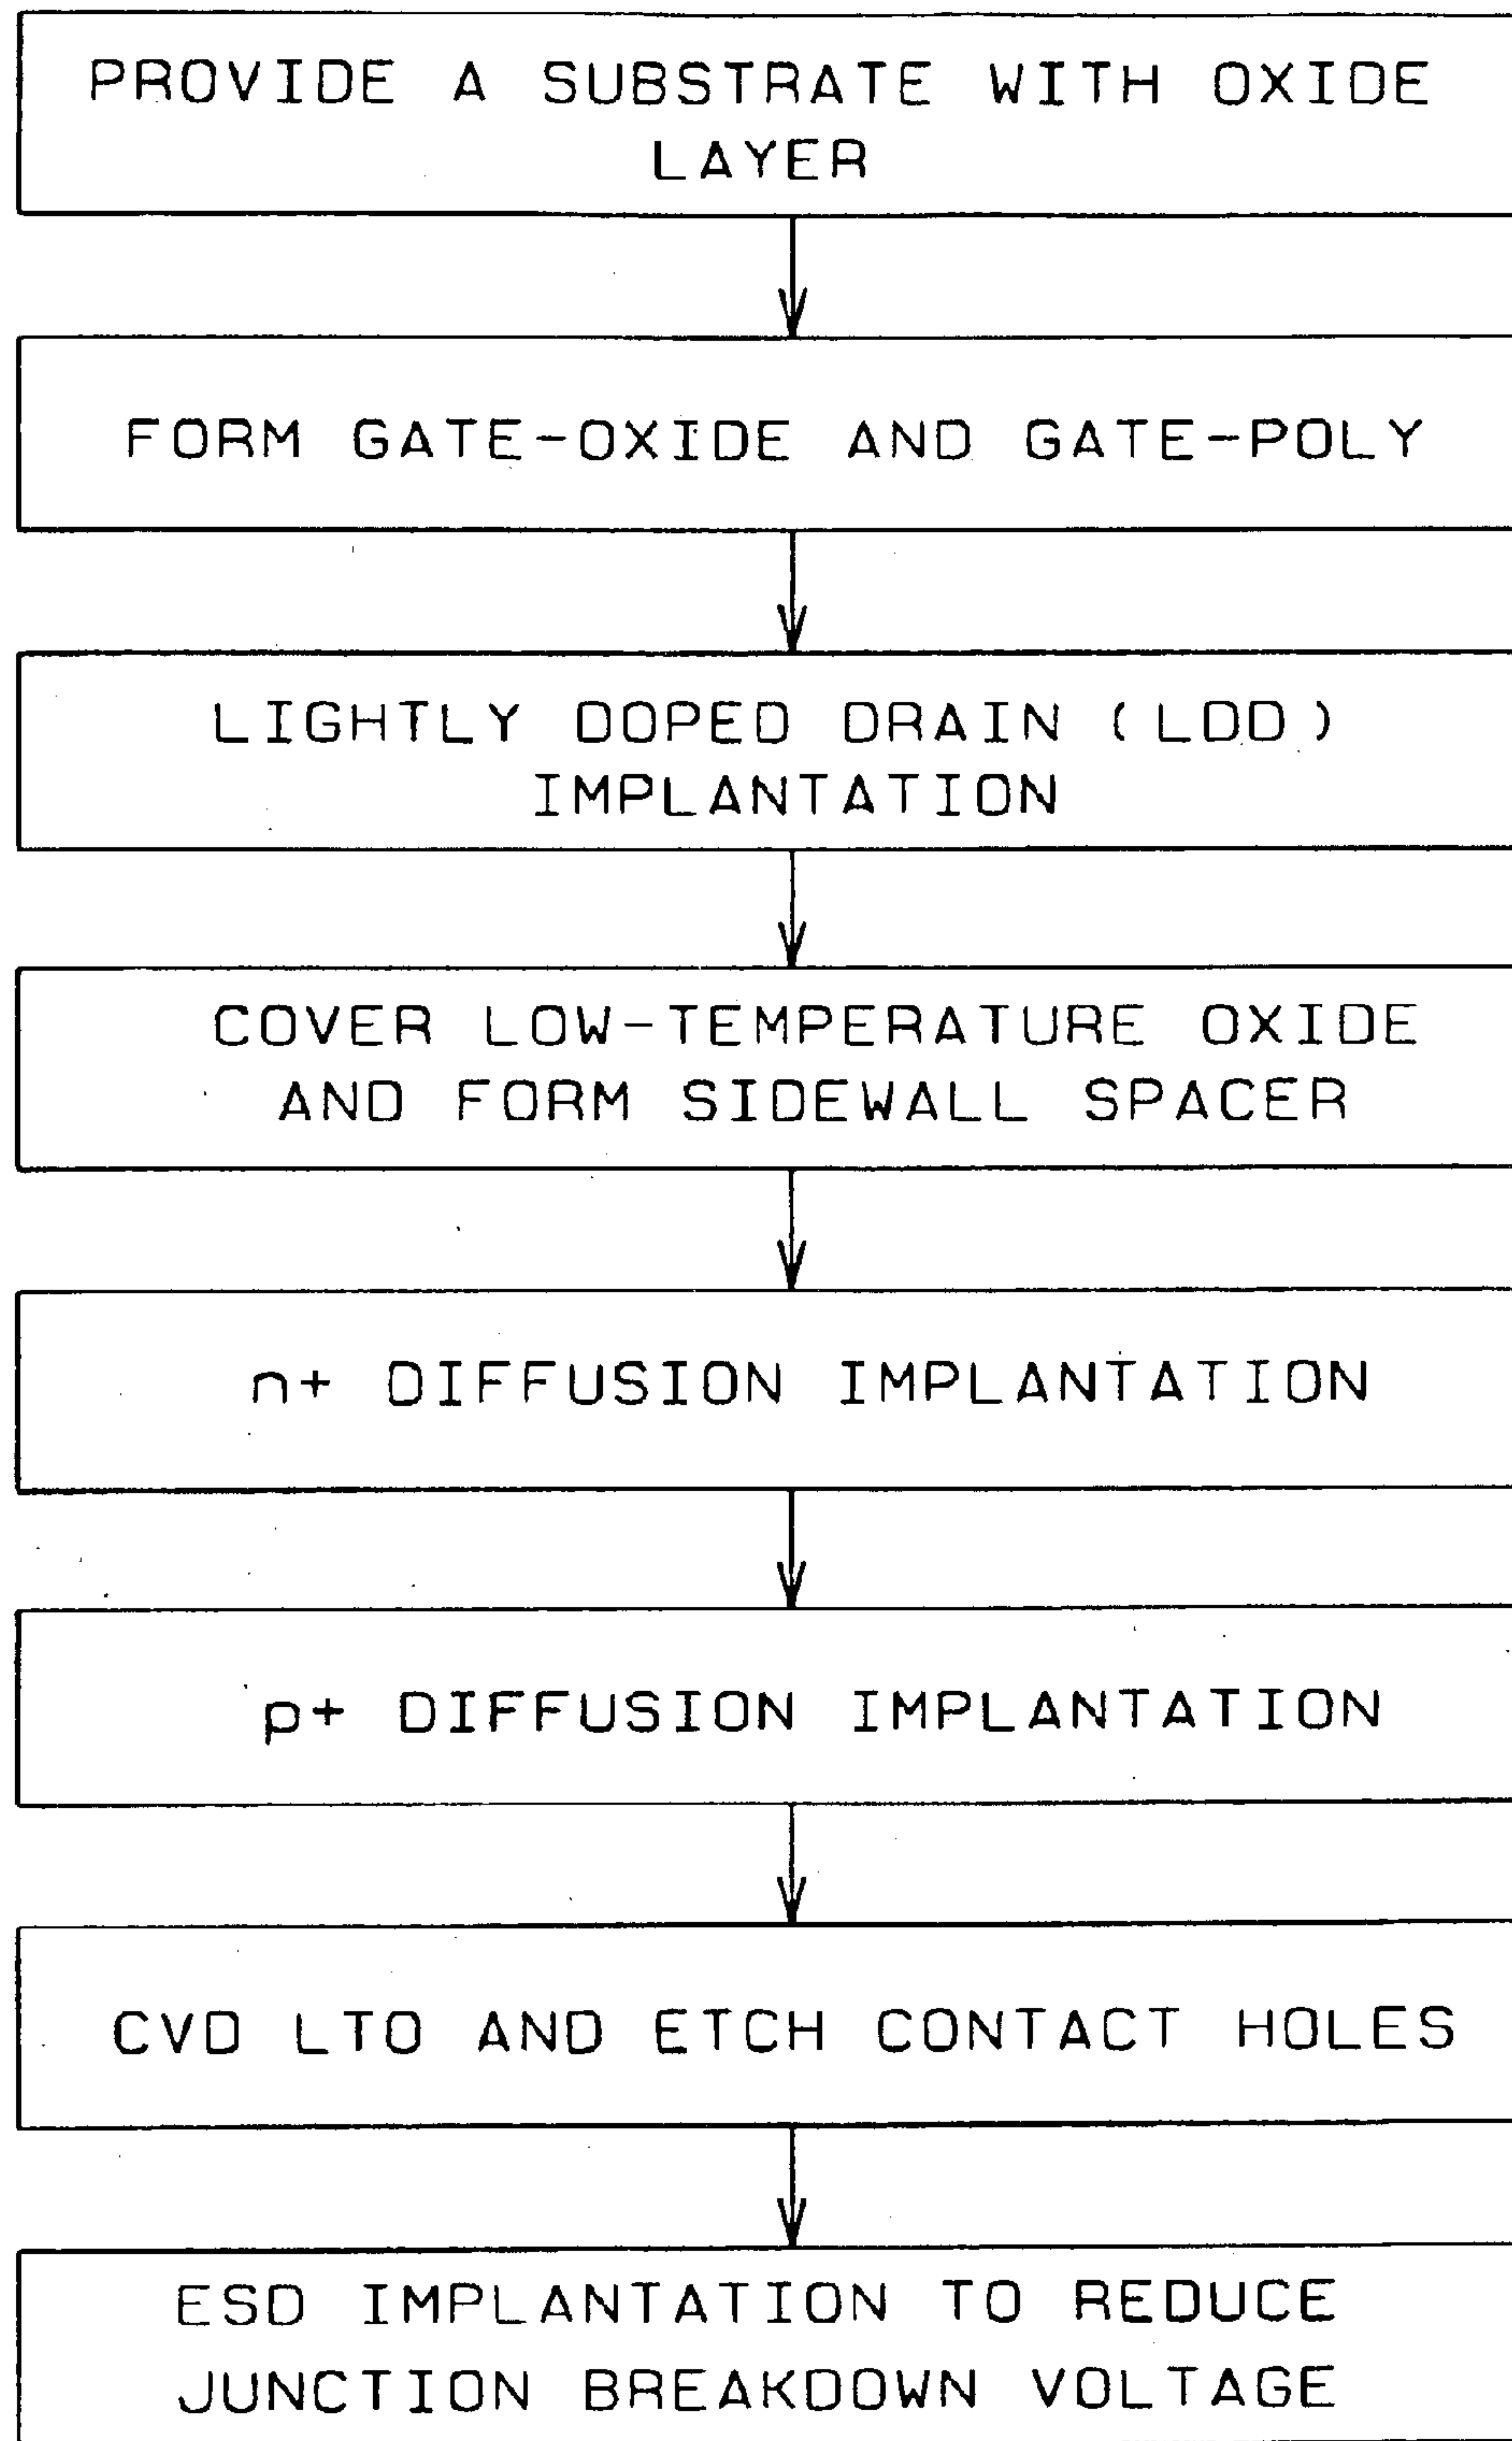 PROVIDE A SUBSTRATE WITH OXIDE
LAYER
FORM GATE-OXIDE AND GATE-POLY
LIGHTLY DOPED DRAIN (LDD)
IMPLANTATION
COVER LOW-TEMPERATURE OXIDE
AND FORM SIDEWALL SPACER
n+ DIFFUSION IMPLANTATION
p+ DIFFUSION IMPLANTATION
CVD LTO AND ETCH CONTACT HOLES
ESD IMPLANTATION TO REDUCE
JUNCTION BREAKDOWN VOLTAGE